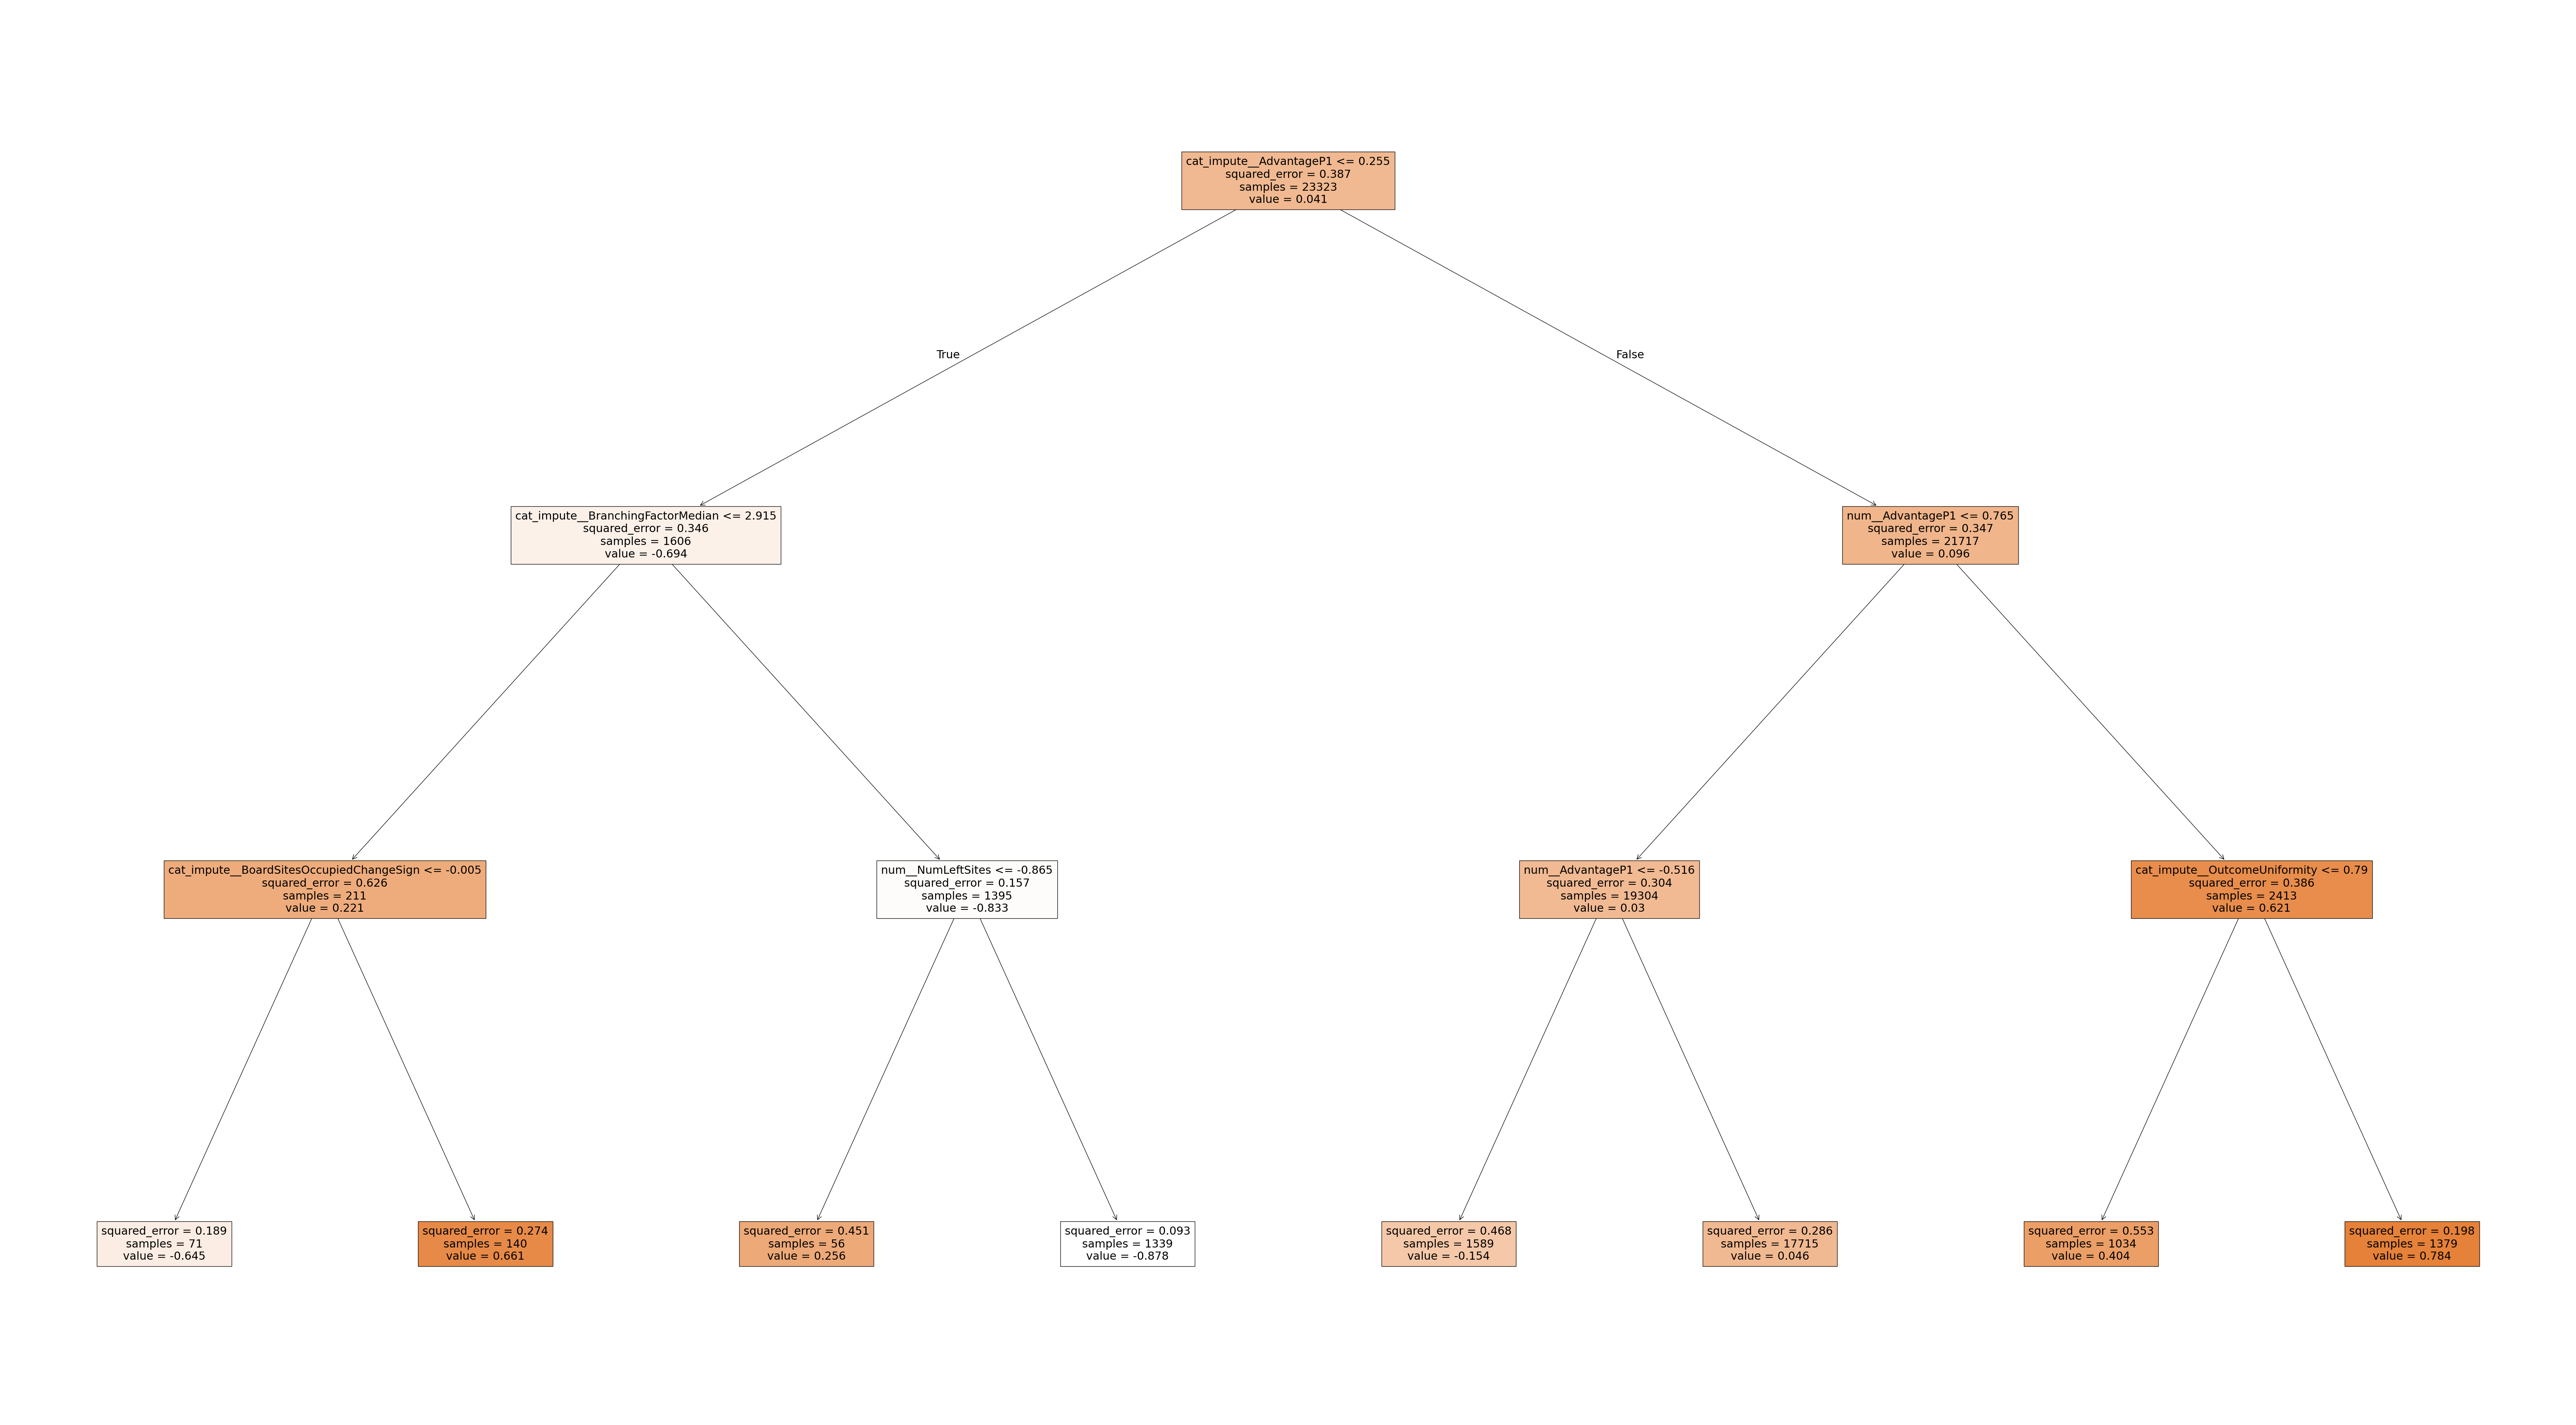 cat_impute__AdvantageP1 <= 0.255
squared_error = 0.387
samples = 23323
value = 0.041
True
False
cat_impute__BranchingFactorMedian <= 2.915
squared_error = 0.346
samples = 1606
value = -0.694
num__AdvantageP1 <= 0.765
squared_error = 0.347
samples = 21717
value = 0.096
cat_impute__BoardSitesOccupiedChangeSign <= -0.005
squared_error = 0.626
samples = 211
value = 0.221
num__NumLeftSites <= -0.865
squared_error = 0.157
samples = 1395
value = -0.833
num__AdvantageP1 <= -0.516
squared_error = 0.304
samples = 19304
value = 0.03
cat_impute__OutcomeUniformity <= 0.79
squared_error = 0.386
samples = 2413
value = 0.621
squared_error = 0.189
samples = 71
value = -0.645
squared_error = 0.274
samples = 140
value = 0.661
squared_error = 0.451
samples = 56
value = 0.256
squared_error = 0.093
samples = 1339
value = -0.878
squared_error = 0.468
samples = 1589
value = -0.154
squared_error = 0.286
samples = 17715
value = 0.046
squared_error = 0.553
samples = 1034
value = 0.404
squared_error = 0.198
samples = 1379
value = 0.784